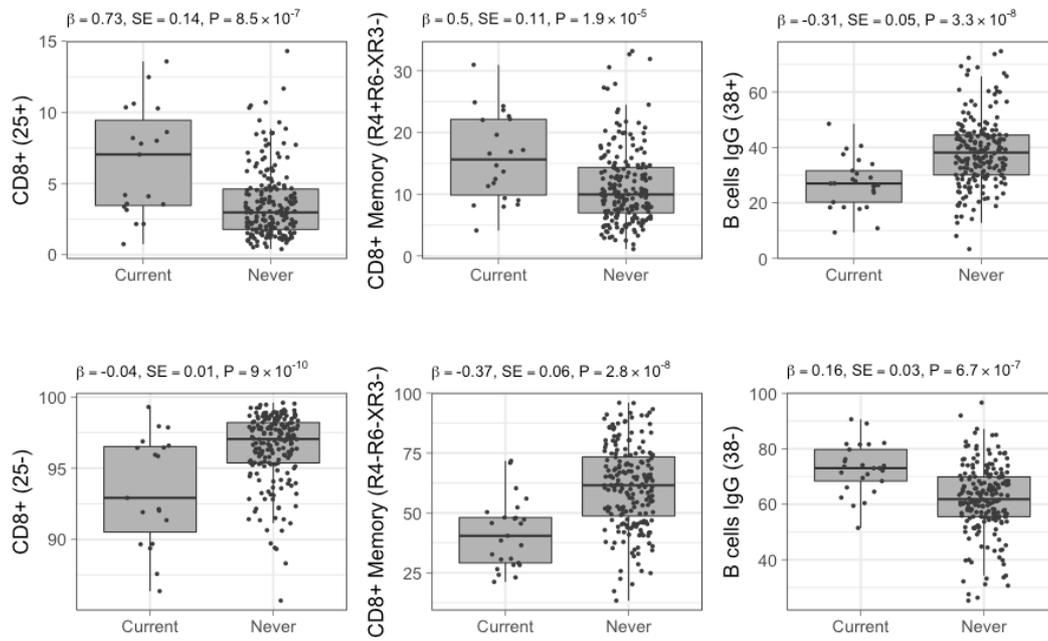 β = 0.73, SE = 0.14, P = 8.5 × 10⁻⁷
CD8+ (25+)
15
10
5
0
Current Never
β = 0.5, SE = 0.11, P = 1.9 × 10⁻⁵
CD8+ Memory (R4+R6-XR3-)
30
20
10
0
Current Never
β = -0.31, SE = 0.05, P = 3.3 × 10⁻⁸
B cells IgG (38+)
60
40
20
0
Current Never
β = -0.04, SE = 0.01, P = 9 × 10⁻¹⁰
CD8+ (25-)
100
95
90
Current Never
β = -0.37, SE = 0.06, P = 2.8 × 10⁻⁸
CD8+ Memory (R4-R6-XR3-)
100
75
50
25
Current Never
β = 0.16, SE = 0.03, P = 6.7 × 10⁻⁷
B cells IgG (38-)
100
80
60
40
Current Never